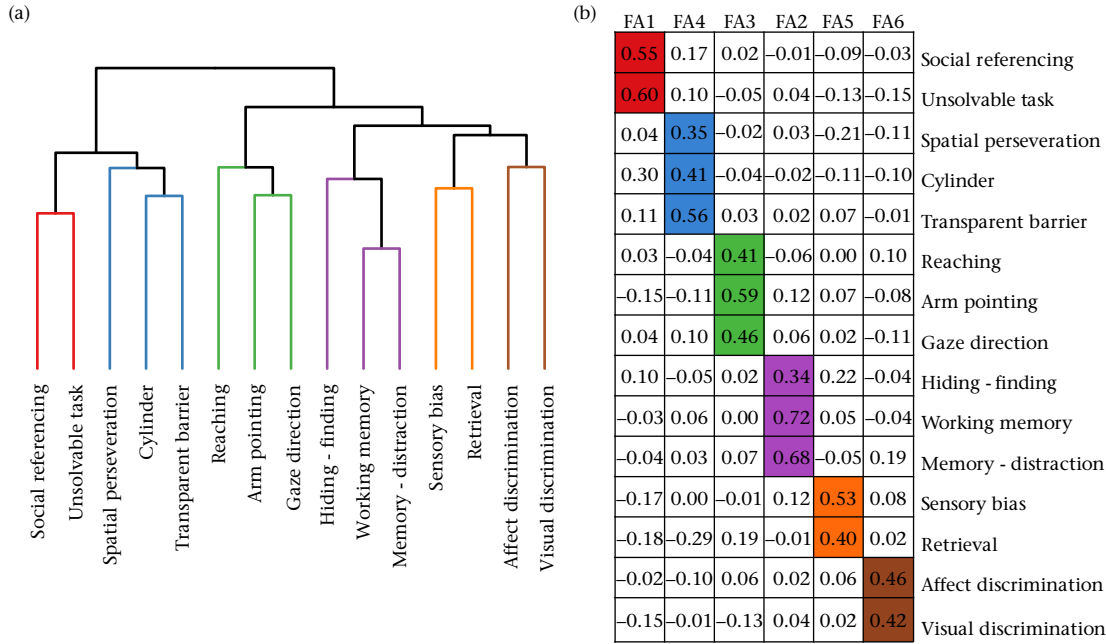 (a)
Social referencing
Unsolvable task
Spatial perseveration
Cylinder
Transparent barrier
Reaching
Arm pointing
Gaze direction
Hiding - finding
Working memory
Memory - distraction
Sensory bias
Retrieval
Affect discrimination
Visual discrimination
(b)
FA1 FA4 FA3 FA2 FA5 FA6
0.55 0.17 0.02 –0.01 –0.09 –0.03 Social referencing
0.60 0.10 –0.05 0.04 –0.13 –0.15 Unsolvable task
0.04 0.35 –0.02 0.03 –0.21 –0.11 Spatial perseveration
0.30 0.41 –0.04 –0.02 –0.11 –0.10 Cylinder
0.11 0.56 0.03 0.02 0.07 –0.01 Transparent barrier
0.03 –0.04 0.41 –0.06 0.00 0.10 Reaching
–0.15 –0.11 0.59 0.12 0.07 –0.08 Arm pointing
0.04 0.10 0.46 0.06 0.02 –0.11 Gaze direction
0.10 –0.05 0.02 0.34 0.22 –0.04 Hiding - finding
–0.03 0.06 0.00 0.72 0.05 –0.04 Working memory
–0.04 0.03 0.07 0.68 –0.05 0.19 Memory - distraction
–0.17 0.00 –0.01 0.12 0.53 0.08 Sensory bias
–0.18 –0.29 0.19 –0.01 0.40 0.02 Retrieval
–0.02 –0.10 0.06 0.02 0.06 0.46 Affect discrimination
–0.15 –0.01 –0.13 0.04 0.02 0.42 Visual discrimination